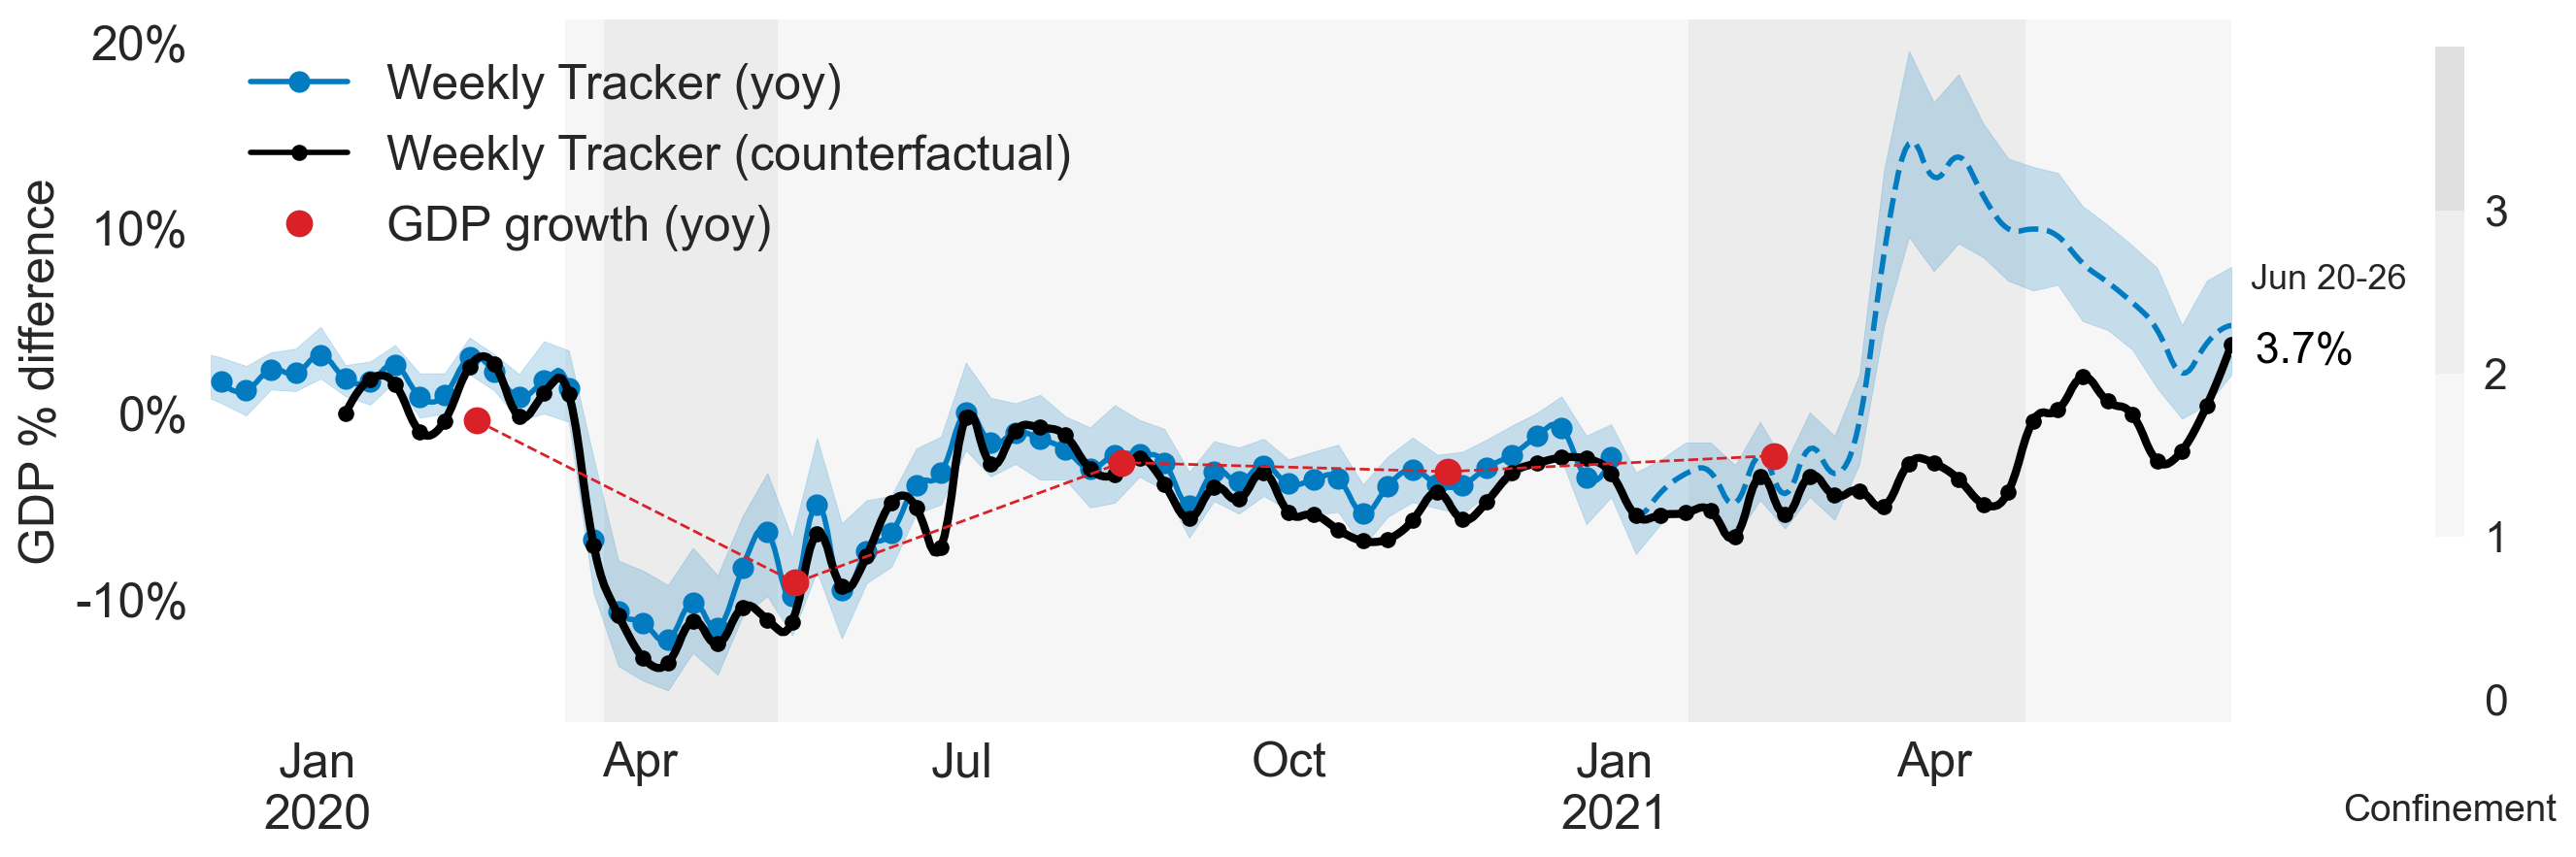 GDP % difference
20%
10%
0%
-10%
Weekly Tracker (yoy)
Weekly Tracker (counterfactual)
GDP growth (yoy)
Jun 20-26
3.7%
3
2
1
0
Jan
2020
Apr
Jul
Oct
Jan
2021
Apr
Confinement